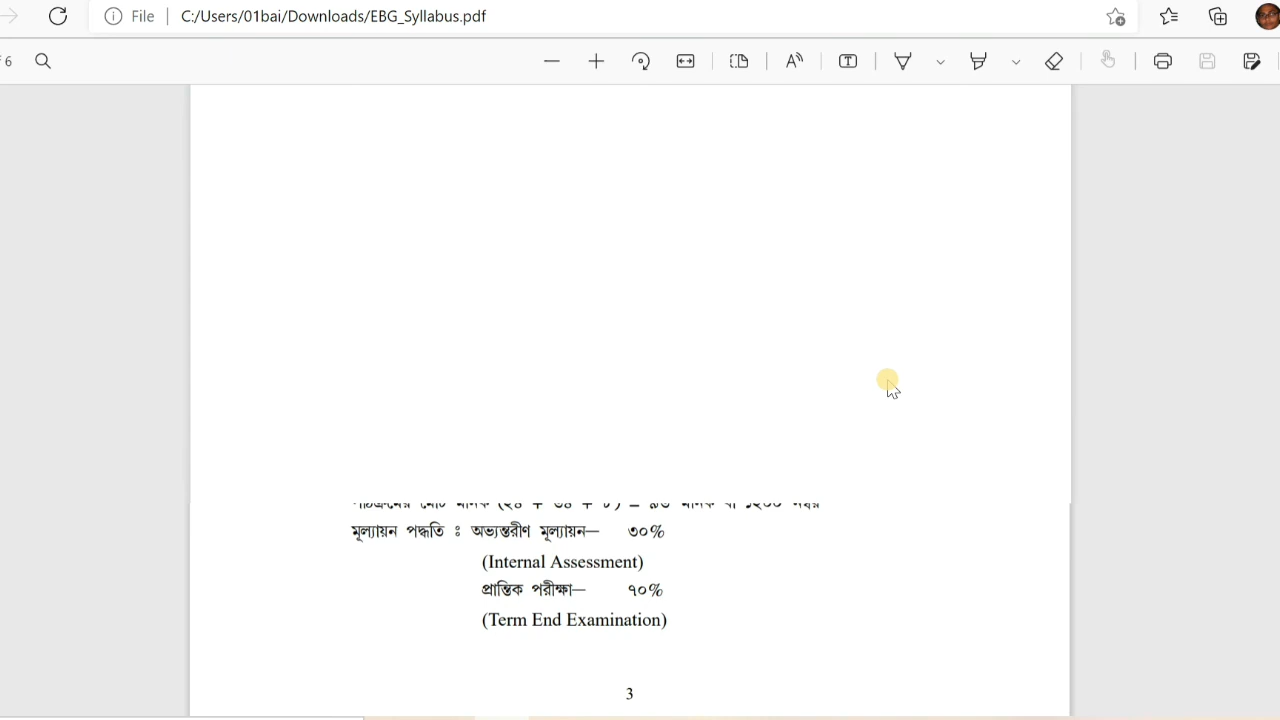 File C:/Users/01bai/Downloads/EBG_Syllabus.pdf
6
মূল্যায়ন পদ্ধতি ঃ অভ্যন্তরীণ মূল্যায়ন— ৩০%
(Internal Assessment)
প্রান্তিক পরীক্ষা— ৭০%
(Term End Examination)
3